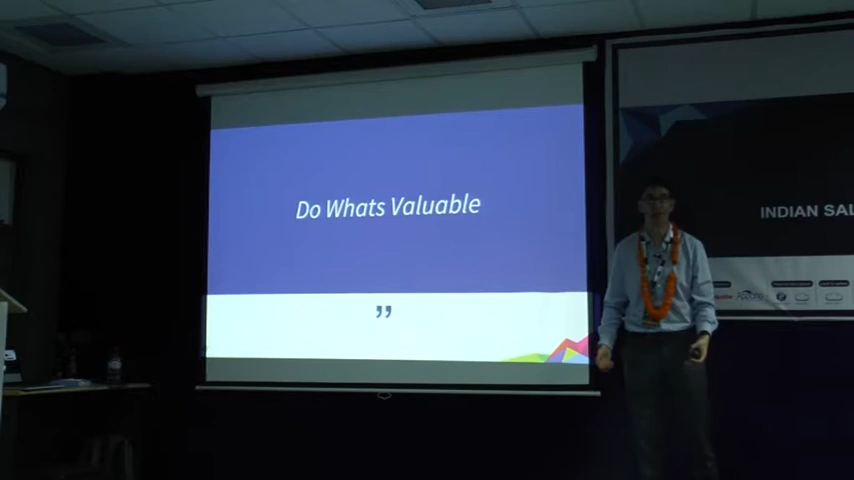 Do Whats Valuable
”
INDIAN SAL